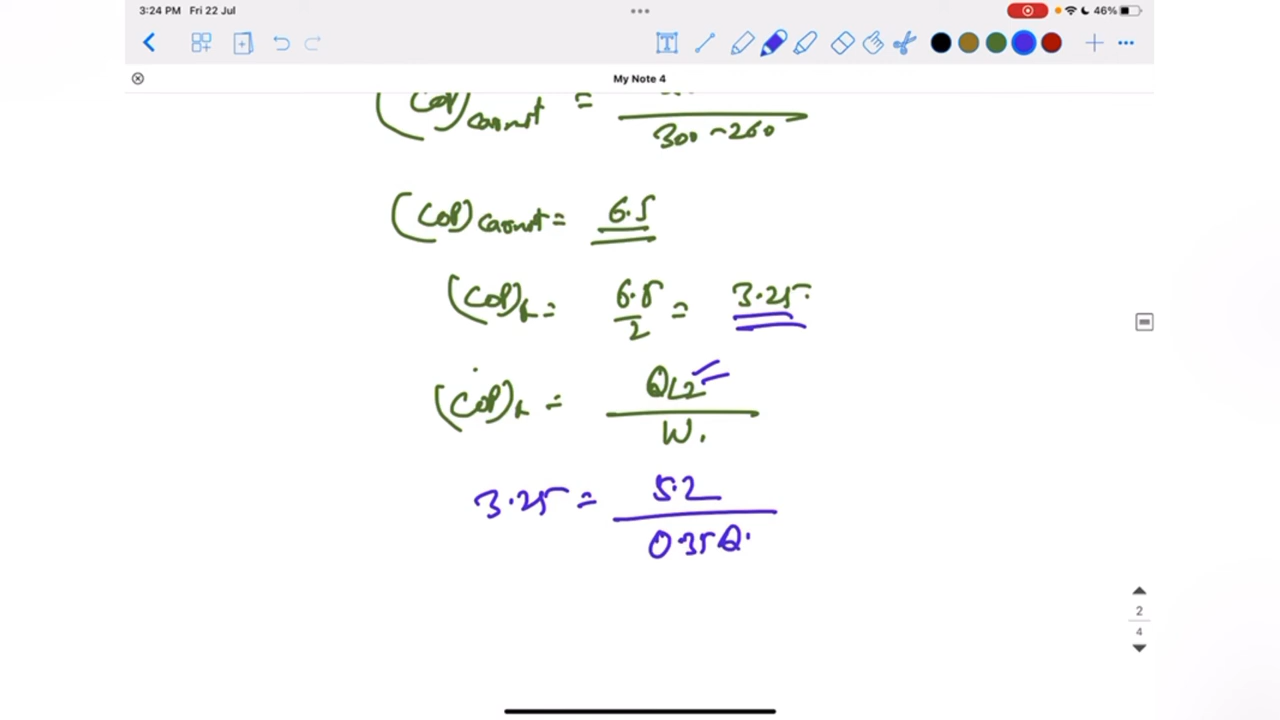 3:24 PM Fri 22 Jul
46%
T
My Note 4
(COP)Carnot =
300-260
(COP)Carnot = 6.5
(COP)r = 6.5/2 = 3.25
(COP)r = QL2/W
3.25 = 5.2/0.35Q.
2
4